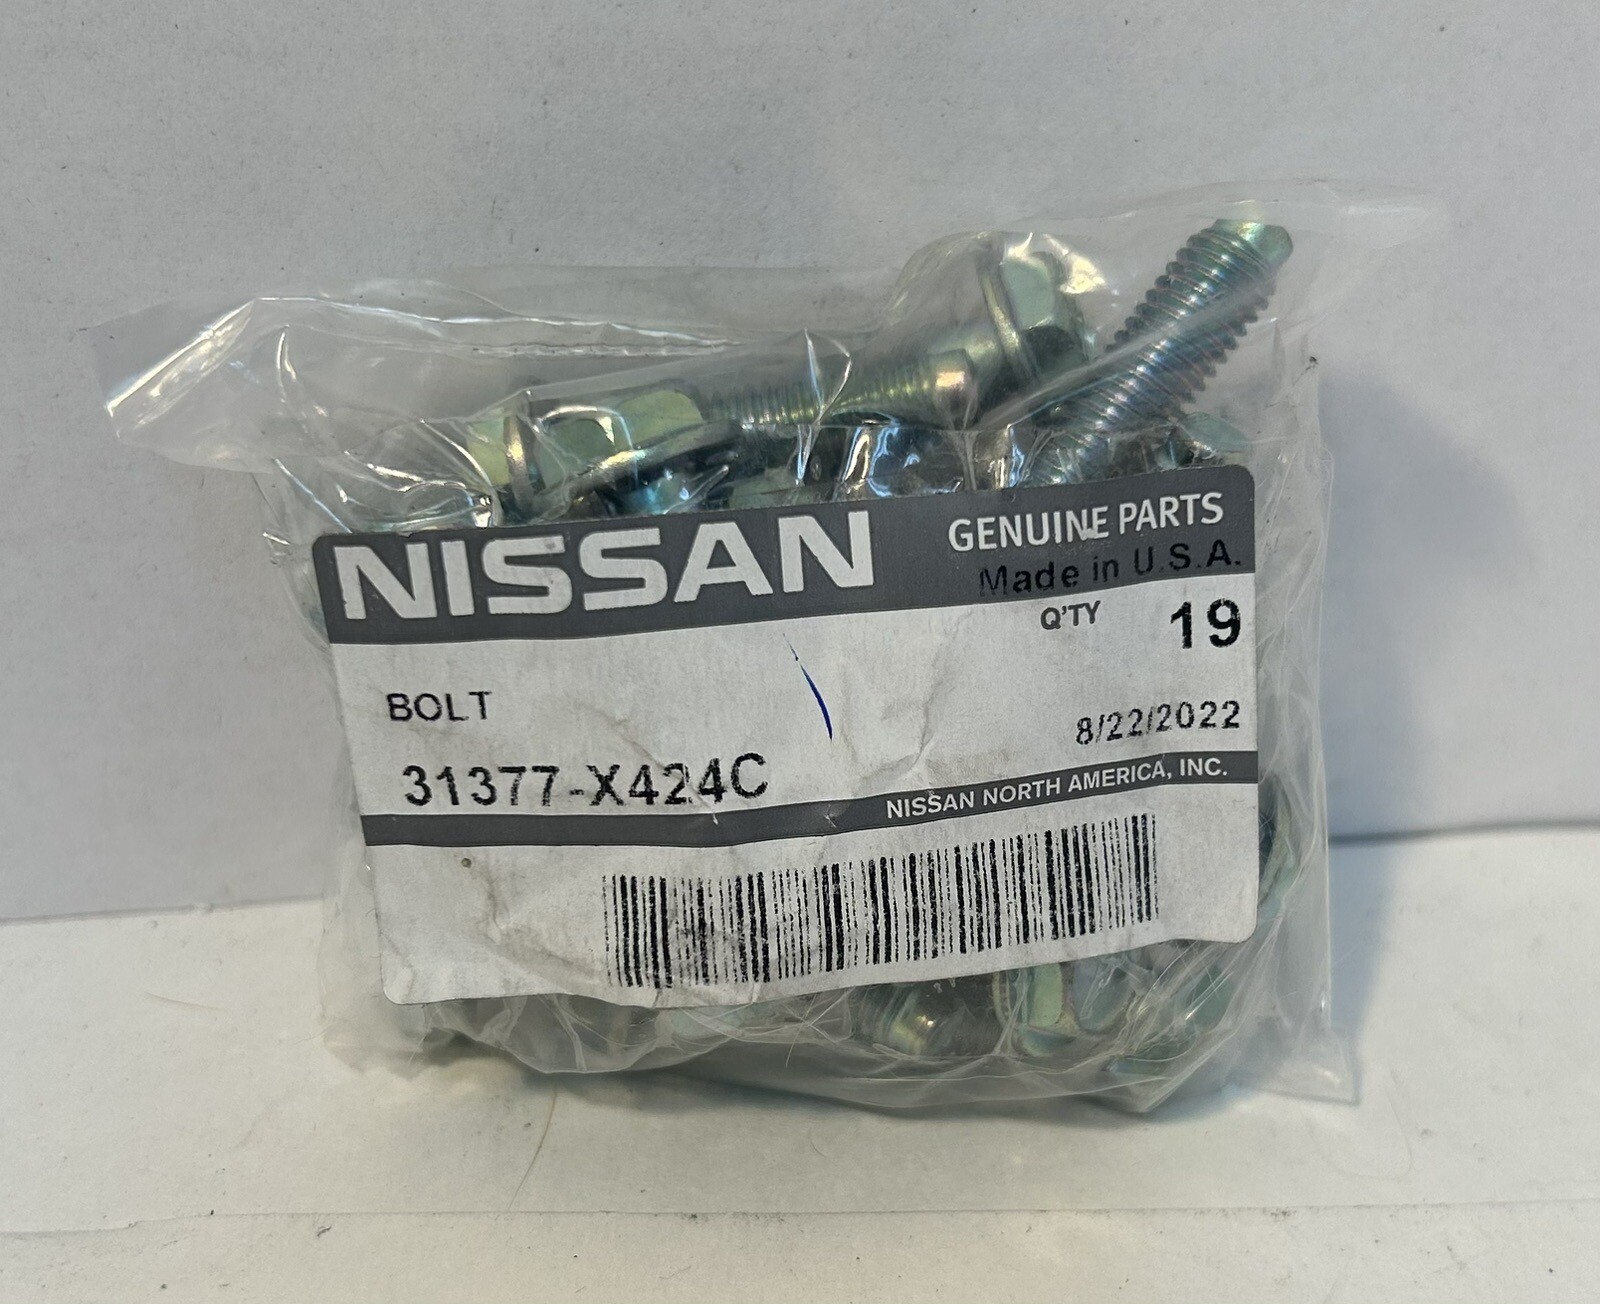 NISSAN
GENUINE PARTS
Made in U.S.A.
Q'TY 19
BOLT
8/22/2022
31377-X424C
NISSAN NORTH AMERICA, INC.